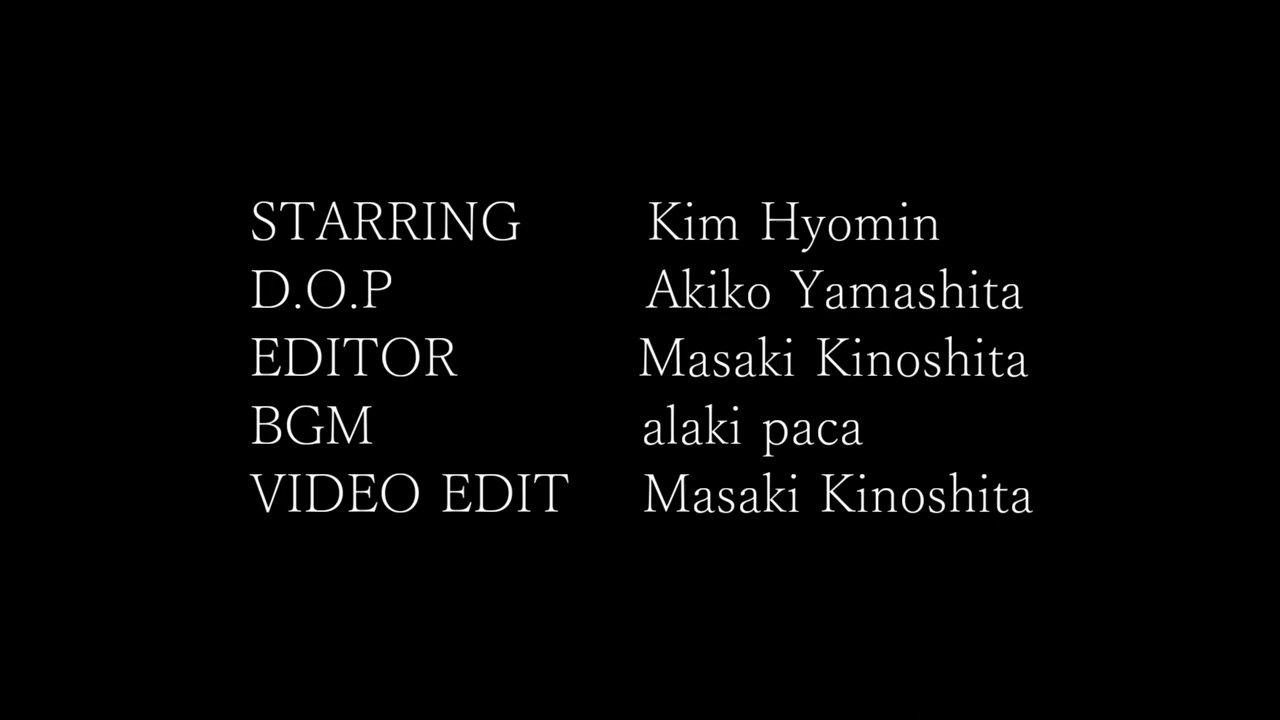 STARRING Kim Hyomin
D.O.P Akiko Yamashita
EDITOR Masaki Kinoshita
BGM alaki paca
VIDEO EDIT Masaki Kinoshita